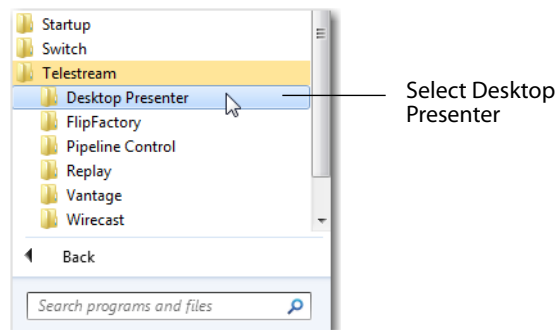 Startup
Switch
Telestream
Desktop Presenter
FlipFactory
Pipeline Control
Replay
Vantage
Wirecast
Back
Search programs and files
Select Desktop
Presenter